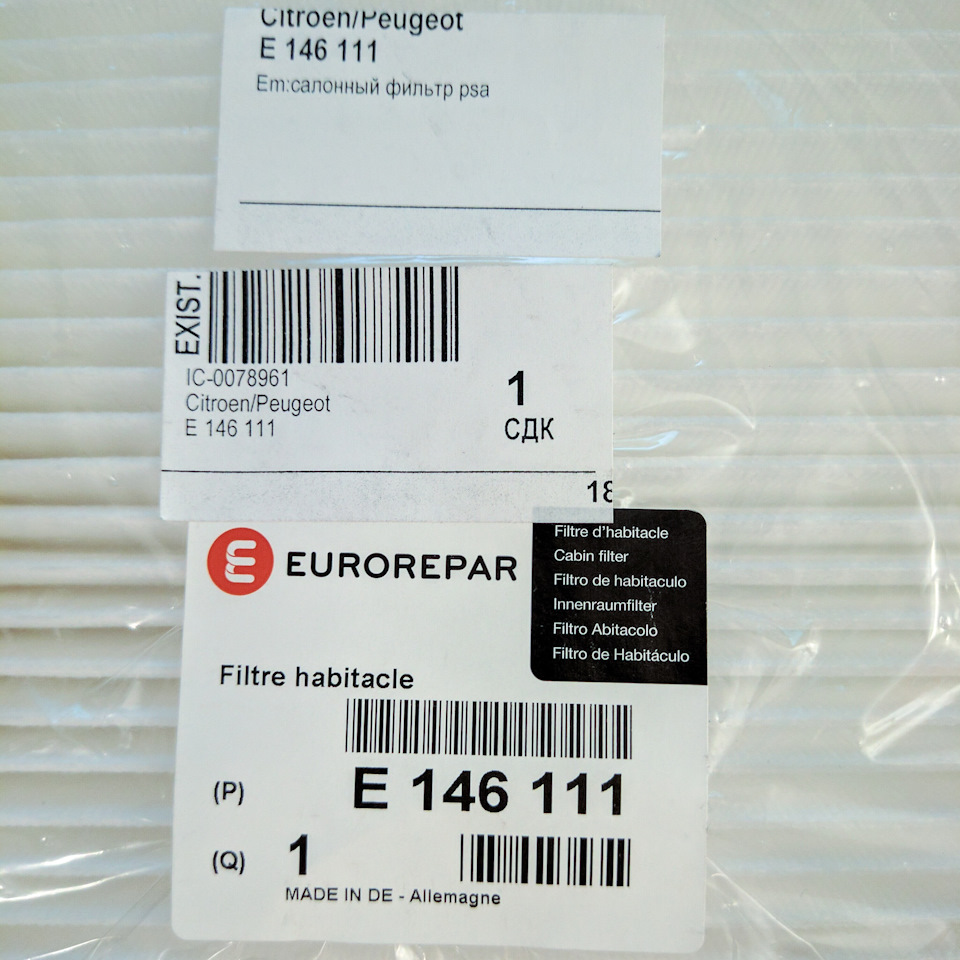 Citroen/Peugeot
E 146 111
Em:салонный фильтр psa
EXIST.
IC-0078961
Citroen/Peugeot
E 146 111
1
СДК
18
EUROREPAR
Filtre d'habitacle
Cabin filter
Filtro de habitaculo
Innenraumfilter
Filtro Abitacolo
Filtro de Habitáculo
Filtre habitacle
(P) E 146 111
(Q) 1
MADE IN DE - Allemagne